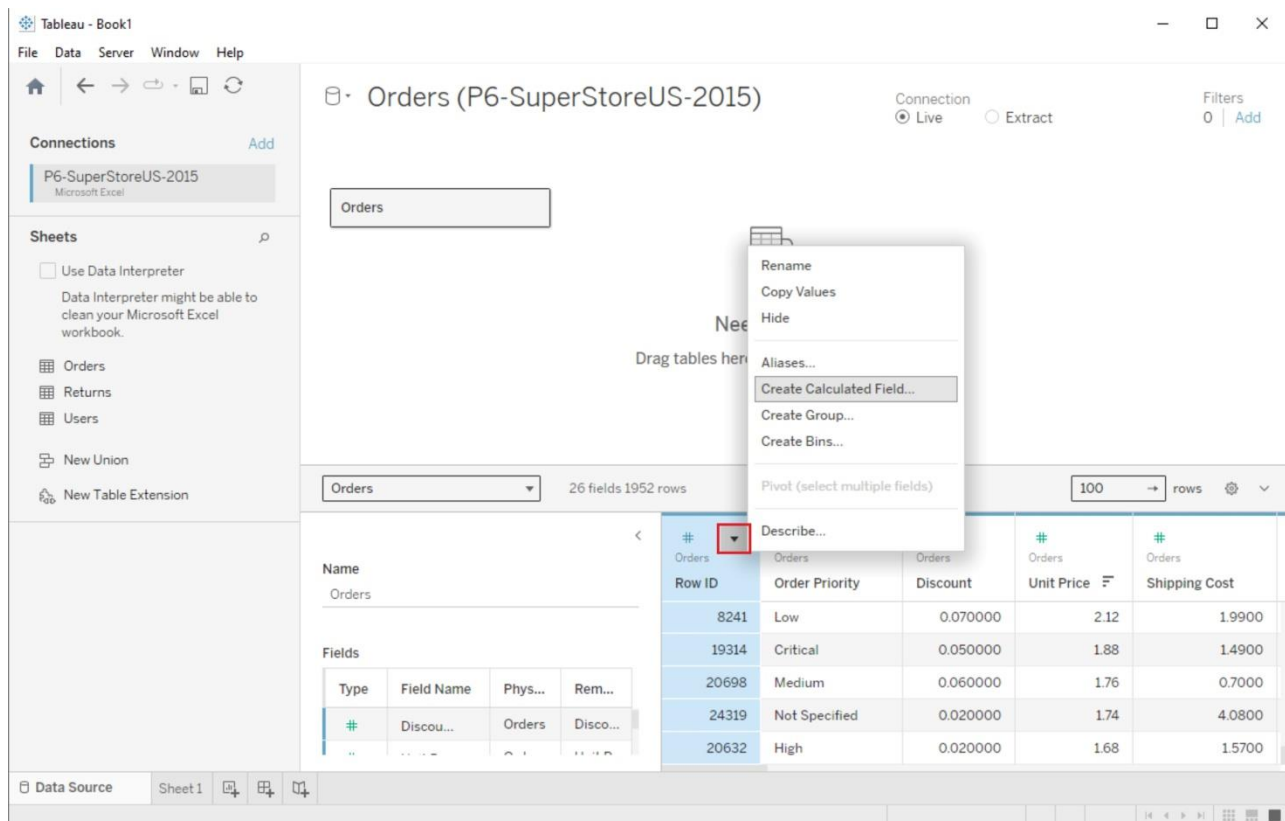 Tableau - Book1
File Data Server Window Help
Orders (P6-SuperStoreUS-2015)
Connection
Live Extract
Filters
0 Add
Connections Add
P6-SuperStoreUS-2015
Microsoft Excel
Sheets
Use Data Interpreter
Data Interpreter might be able to
clean your Microsoft Excel
workbook.
Orders
Returns
Users
New Union
New Table Extension
Orders
Nee
Drag tables here
Rename
Copy Values
Hide
Aliases...
Create Calculated Field...
Create Group...
Create Bins...
Pivot (select multiple fields)
Describe...
Orders 26 fields 1952 rows 100 → rows
Name
Orders
Fields
Type Field Name Phys... Rem...
# Discou... Orders Disco...
# # #
Orders Orders Orders Orders Orders
Row ID Order Priority Discount Unit Price Shipping Cost
8241 Low 0.070000 2.12 1.9900
19314 Critical 0.050000 1.88 1.4900
20698 Medium 0.060000 1.76 0.7000
24319 Not Specified 0.020000 1.74 4.0800
20632 High 0.020000 1.68 1.5700
Data Source Sheet 1